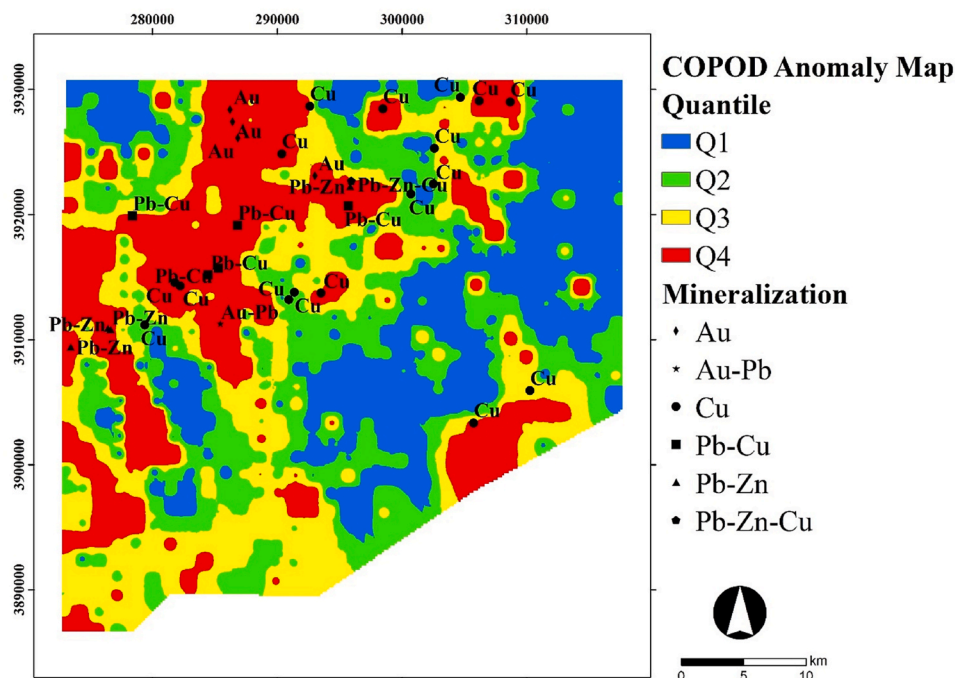 280000 290000 300000 310000
3930000
3920000
3910000
3900000
3890000
Cu
Cu Cu
Au
Cu
Cu
Au
Au
Cu
Cu
Au
Pb-Zn
Pb-Zn-Cu
Cu
Cu
Pb-Cu
Pb-Cu
Pb-Cu
Pb-Cu
Pb-Cu
Cu
Cu
Cu
Cu
Cu
Au-Pb
Pb-Zn
Pb-Zn
Pb-Zn
Cu
Cu
Cu
COPOD Anomaly Map
Quantile
Q1
Q2
Q3
Q4
Mineralization
Au
Au-Pb
Cu
Pb-Cu
Pb-Zn
Pb-Zn-Cu
km
0 5 10